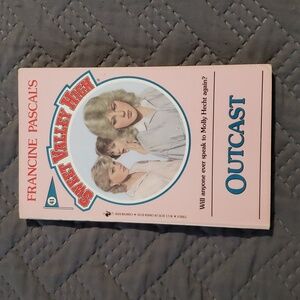 FRANCINE PASCAL'S
SWEET VALLEY HIGH
Will anyone ever speak to Molly Hecht again?
OUTCAST